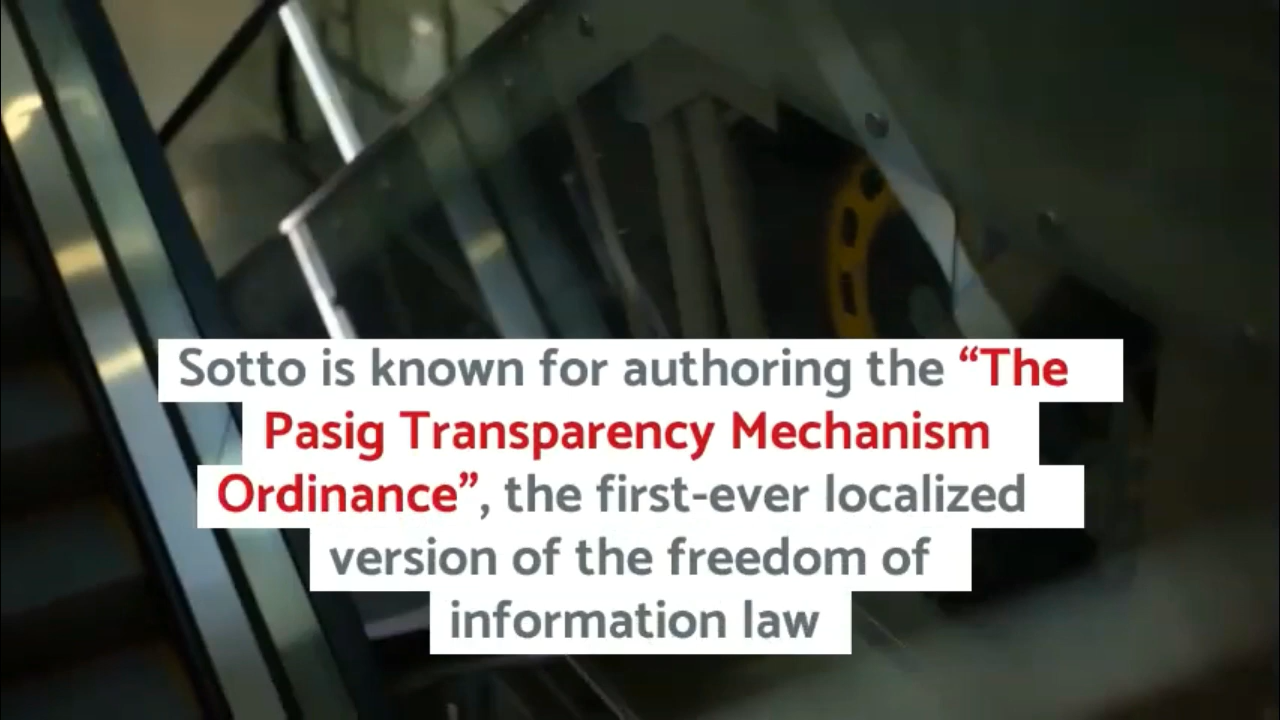 Sotto is known for authoring the “The
Pasig Transparency Mechanism
Ordinance”, the first-ever localized
version of the freedom of
information law